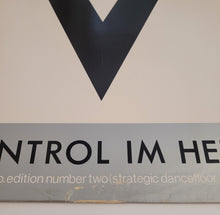 NTROL IM HE
o.edition number two|strategic dancefloor